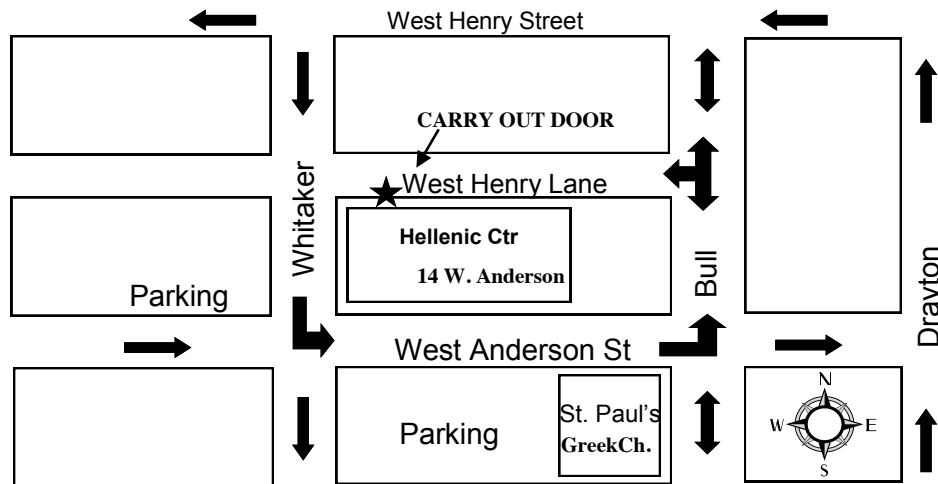 West Henry Street
CARRY OUT DOOR
West Henry Lane
Whitaker
Hellenic Ctr
14 W. Anderson
Bull
Drayton
Parking
West Anderson St
Parking
St. Paul's
GreekCh.
N
W
E
S